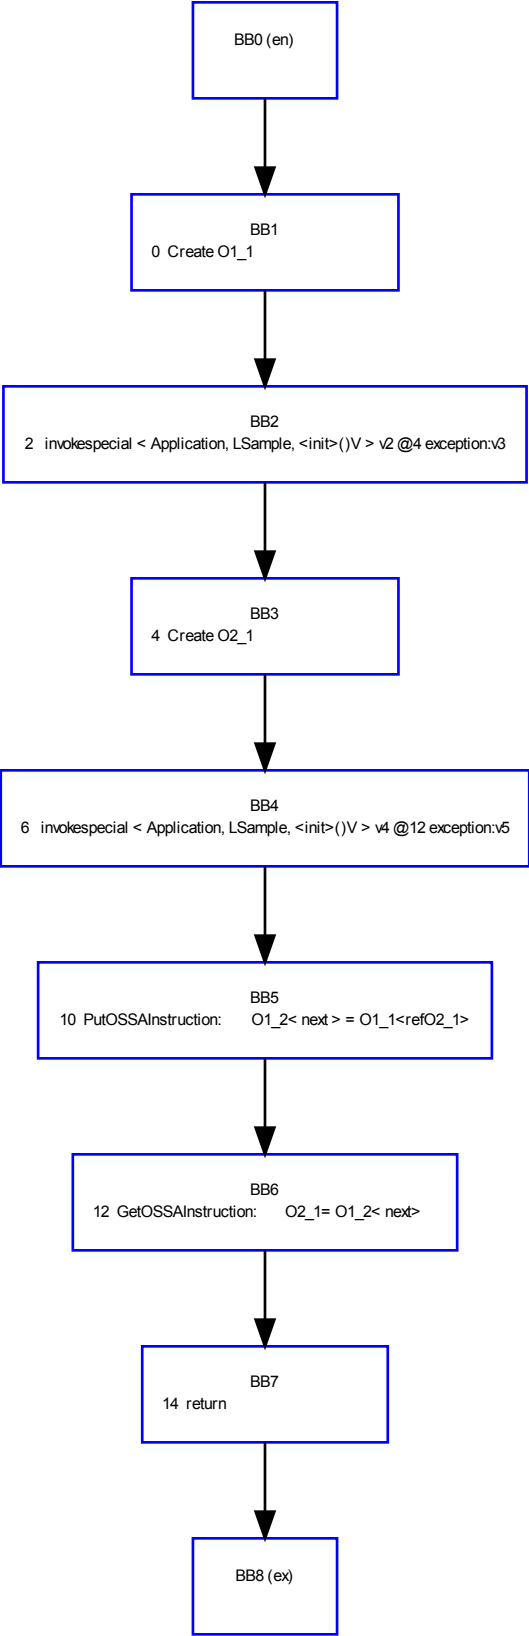 BB0 (en)
BB1
0 Create O1_1
BB2
2 invokespecial < Application, LSample, <init>()V > v2 @4 exception:v3
BB3
4 Create O2_1
BB4
6 invokespecial < Application, LSample, <init>()V > v4 @12 exception:v5
BB5
10 PutOSSAInstruction: O1_2< next > = O1_1<refO2_1>
BB6
12 GetOSSAInstruction: O2_1= O1_2< next>
BB7
14 return
BB8 (ex)